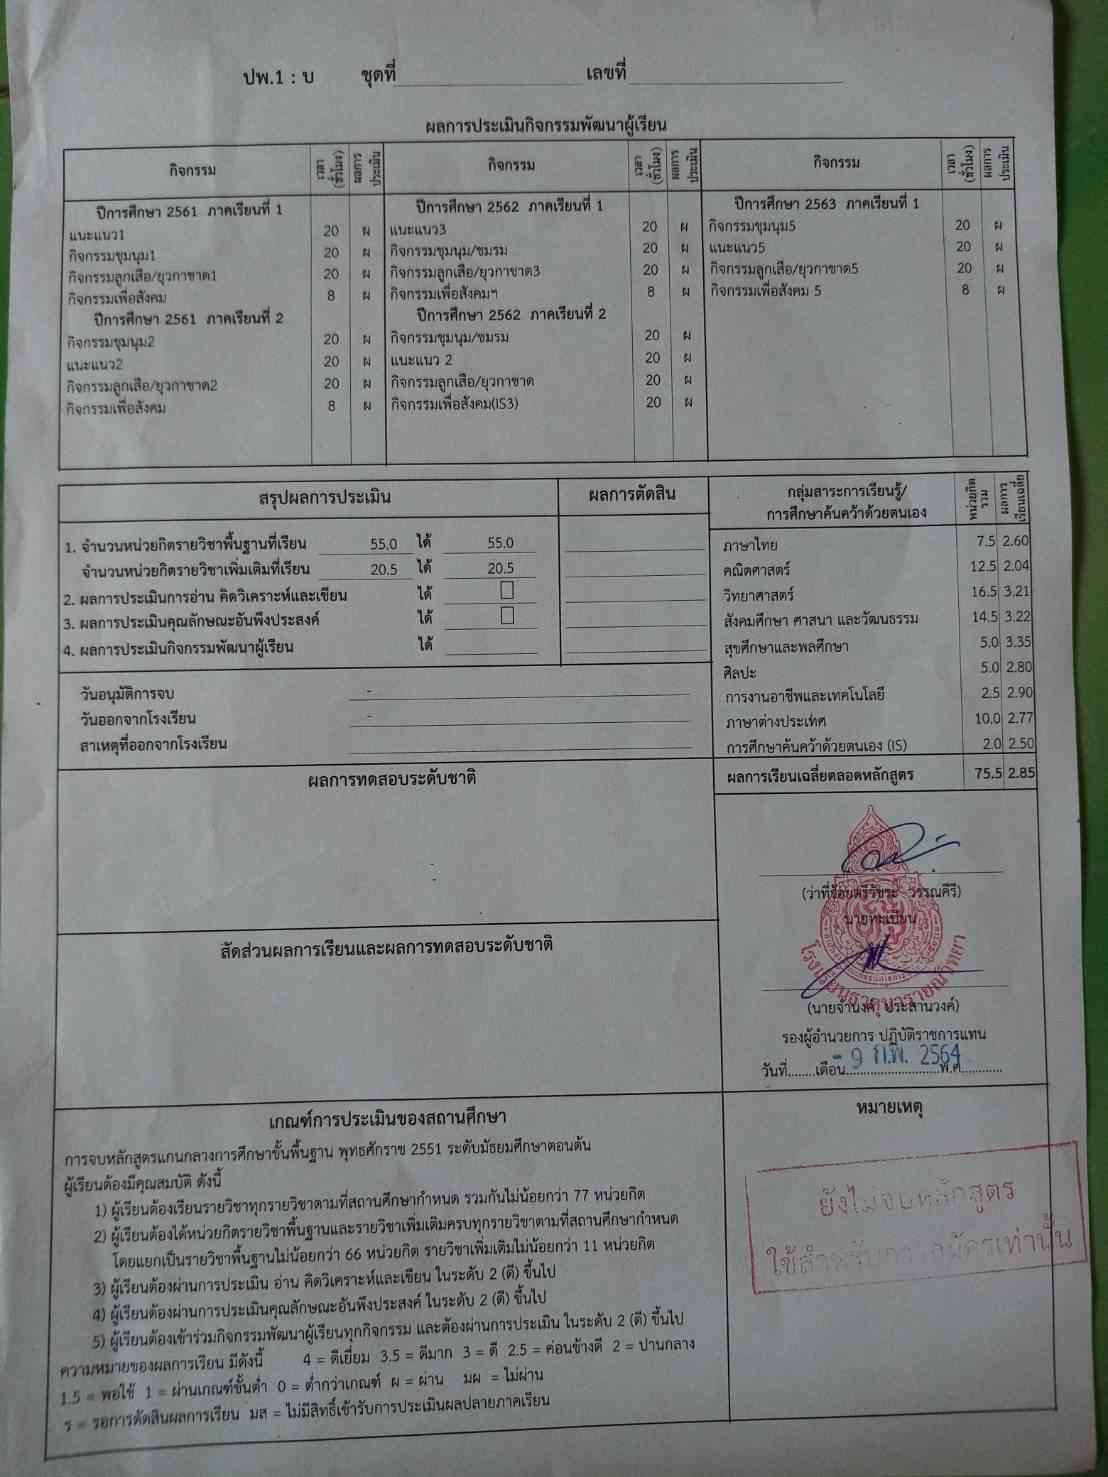 ปพ.1 : บ ชุดที่ เลขที่
ผลการประเมินกิจกรรมพัฒนาผู้เรียน
กิจกรรม เวลา (ชั่วโมง) ผลการประเมิน กิจกรรม เวลา (ชั่วโมง) ผลการประเมิน กิจกรรม เวลา (ชั่วโมง) ผลการประเมิน
ปีการศึกษา 2561 ภาคเรียนที่ 1
แนะแนว1 20 ผ
กิจกรรมชุมนุม1 20 ผ
กิจกรรมลูกเสือ/ยุวกาชาด1 20 ผ
กิจกรรมเพื่อสังคม 8 ผ
ปีการศึกษา 2561 ภาคเรียนที่ 2
กิจกรรมชุมนุม2 20 ผ
แนะแนว2 20 ผ
กิจกรรมลูกเสือ/ยุวกาชาด2 20 ผ
กิจกรรมเพื่อสังคม 8 ผ
ปีการศึกษา 2562 ภาคเรียนที่ 1
แนะแนว3 20 ผ
กิจกรรมชุมนุม/ชมรม 20 ผ
กิจกรรมลูกเสือ/ยุวกาชาด3 20 ผ
กิจกรรมเพื่อสังคมฯ 8 ผ
ปีการศึกษา 2562 ภาคเรียนที่ 2
กิจกรรมชุมนุม/ชมรม 20 ผ
แนะแนว 2 20 ผ
กิจกรรมลูกเสือ/ยุวกาชาด 20 ผ
กิจกรรมเพื่อสังคม(IS3) 20 ผ
ปีการศึกษา 2563 ภาคเรียนที่ 1
กิจกรรมชุมนุม5 20 ผ
แนะแนว5 20 ผ
กิจกรรมลูกเสือ/ยุวกาชาด5 20 ผ
กิจกรรมเพื่อสังคม 5 8 ผ
สรุปผลการประเมิน ผลการตัดสิน
1. จำนวนหน่วยกิตรายวิชาพื้นฐานที่เรียน 55.0 ได้ 55.0
จำนวนหน่วยกิตรายวิชาเพิ่มเติมที่เรียน 20.5 ได้ 20.5
2. ผลการประเมินการอ่าน คิดวิเคราะห์และเขียน ได้
3. ผลการประเมินคุณลักษณะอันพึงประสงค์ ได้
4. ผลการประเมินกิจกรรมพัฒนาผู้เรียน ได้
วันอนุมัติการจบ -
วันออกจากโรงเรียน -
สาเหตุที่ออกจากโรงเรียน
กลุ่มสาระการเรียนรู้/ การศึกษาค้นคว้าด้วยตนเอง หน่วยกิตรวม ผลการเรียนเฉลี่ย
ภาษาไทย 7.5 2.60
คณิตศาสตร์ 12.5 2.04
วิทยาศาสตร์ 16.5 3.21
สังคมศึกษา ศาสนา และวัฒนธรรม 14.5 3.22
สุขศึกษาและพลศึกษา 5.0 3.35
ศิลปะ 5.0 2.80
การงานอาชีพและเทคโนโลยี 2.5 2.90
ภาษาต่างประเทศ 10.0 2.77
การศึกษาค้นคว้าด้วยตนเอง (IS) 2.0 2.50
ผลการเรียนเฉลี่ยตลอดหลักสูตร 75.5 2.85
ผลการทดสอบระดับชาติ
-
สัดส่วนผลการเรียนและผลการทดสอบระดับชาติ
(ว่าที่ร้อยตรีวัชระ วรรณคีรี)
นายทะเบียน
(นายจำนงค์ ประสานวงค์)
รองผู้อำนวยการ ปฏิบัติราชการแทน
- 9 ก.พ. 2564
วันที่........เดือน..........................พ.ศ...........
เกณฑ์การประเมินของสถานศึกษา
การจบหลักสูตรแกนกลางการศึกษาขั้นพื้นฐาน พุทธศักราช 2551 ระดับมัธยมศึกษาตอนต้น
ผู้เรียนต้องมีคุณสมบัติ ดังนี้
1) ผู้เรียนต้องเรียนรายวิชาทุกรายวิชาตามที่สถานศึกษากำหนด รวมกันไม่น้อยกว่า 77 หน่วยกิต
2) ผู้เรียนต้องได้หน่วยกิตรายวิชาพื้นฐานและรายวิชาเพิ่มเติมครบทุกรายวิชาตามที่สถานศึกษากำหนด
โดยแยกเป็นรายวิชาพื้นฐานไม่น้อยกว่า 66 หน่วยกิต รายวิชาเพิ่มเติมไม่น้อยกว่า 11 หน่วยกิต
3) ผู้เรียนต้องผ่านการประเมิน อ่าน คิดวิเคราะห์และเขียน ในระดับ 2 (ดี) ขึ้นไป
4) ผู้เรียนต้องผ่านการประเมินคุณลักษณะอันพึงประสงค์ ในระดับ 2 (ดี) ขึ้นไป
5) ผู้เรียนต้องเข้าร่วมกิจกรรมพัฒนาผู้เรียนทุกกิจกรรม และต้องผ่านการประเมิน ในระดับ 2 (ดี) ขึ้นไป
ความหมายของผลการเรียน มีดังนี้ 4 = ดีเยี่ยม 3.5 = ดีมาก 3 = ดี 2.5 = ค่อนข้างดี 2 = ปานกลาง
1.5 = พอใช้ 1 = ผ่านเกณฑ์ขั้นต่ำ 0 = ต่ำกว่าเกณฑ์ ผ = ผ่าน มผ = ไม่ผ่าน
ร = รอการตัดสินผลการเรียน มส = ไม่มีสิทธิ์เข้ารับการประเมินผลปลายภาคเรียน
หมายเหตุ
ยังไม่จบหลักสูตร
ใช้สำหรับการสมัครเท่านั้น